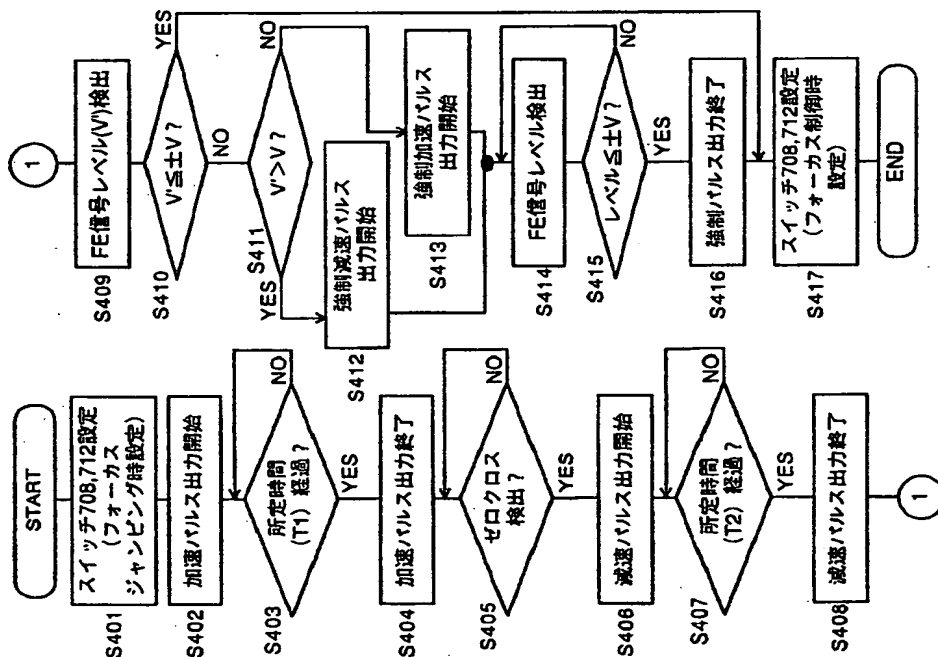 START
スイッチ708,712設定
(フォーカス
ジャンピング時設定)
S401
加速パルス出力開始
S402
所定時間
(T1) 経過?
S403
NO
YES
加速パルス出力終了
S404
ゼロクロス
検出?
S405
NO
YES
減速パルス出力開始
S406
所定時間
(T2) 経過?
S407
NO
YES
減速パルス出力終了
S408
1
1
FE信号レベル(V')検出
S409
V'≦±V?
S410
YES
NO
V'>V?
S411
NO
YES
強制減速パルス
出力開始
S412
強制加速パルス
出力開始
S413
FE信号レベル検出
S414
レベル≦±V?
S415
NO
YES
強制パルス出力終了
S416
スイッチ708,712設定
(フォーカス制御時
設定)
S417
END